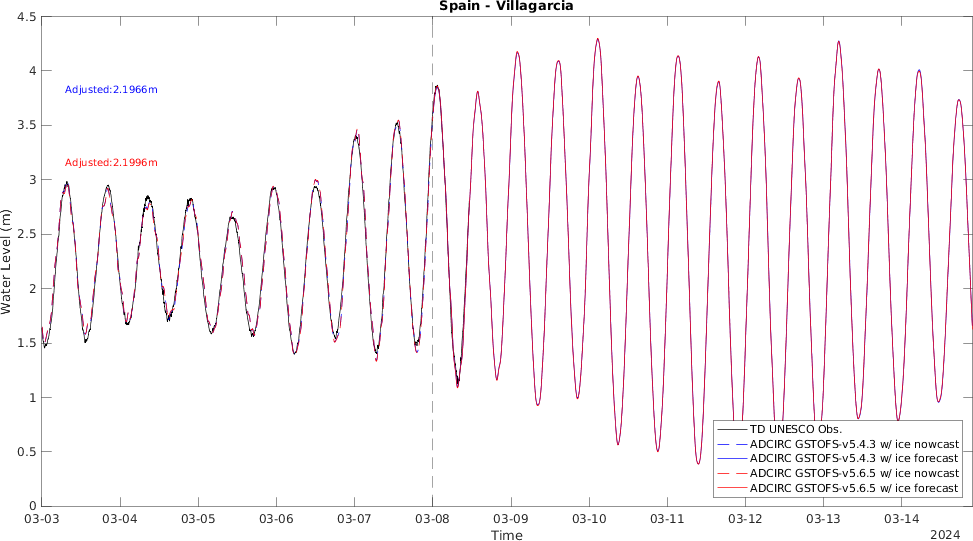 Spain - Villagarcia
4.5
4
3.5
3
2.5
2
1.5
1
0.5
0
Water Level (m)
Adjusted:2.1966m
Adjusted:2.1996m
TD UNESCO Obs.
ADCIRC GSTOFS-v5.4.3 w/ ice nowcast
ADCIRC GSTOFS-v5.4.3 w/ ice forecast
ADCIRC GSTOFS-v5.6.5 w/ ice nowcast
ADCIRC GSTOFS-v5.6.5 w/ ice forecast
03-03 03-04 03-05 03-06 03-07 03-08 03-09 03-10 03-11 03-12 03-13 03-14
Time
2024